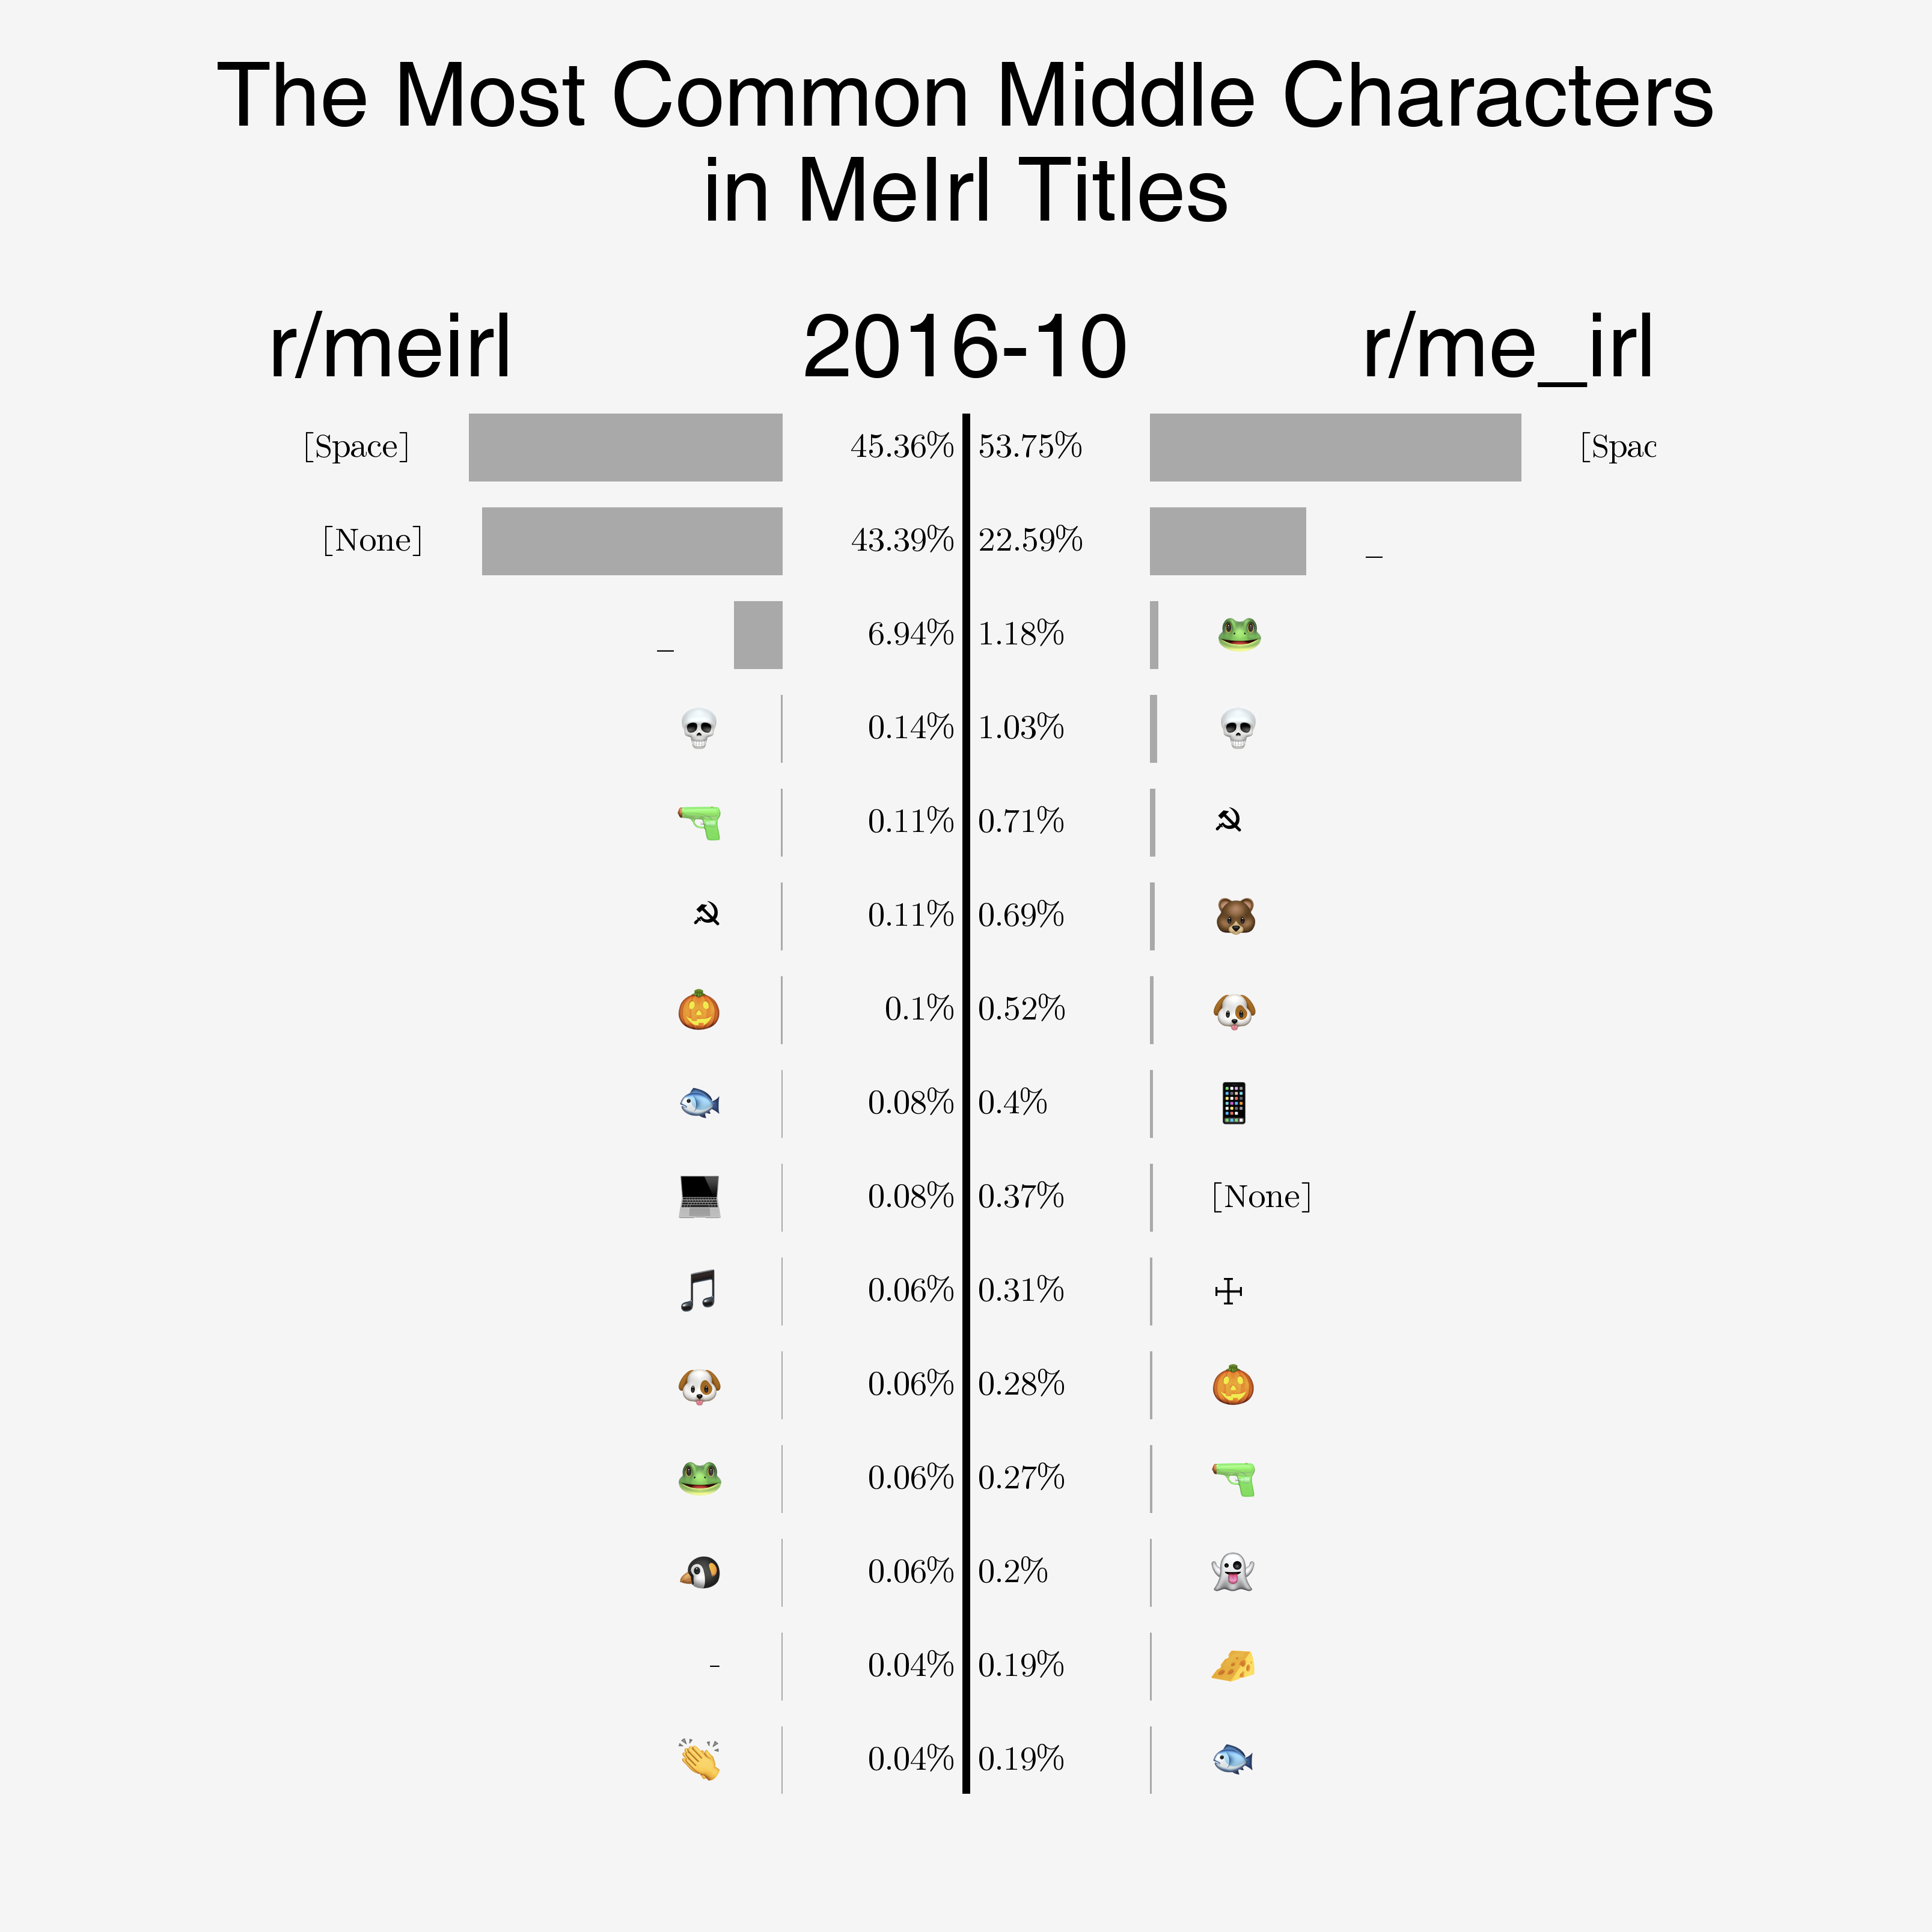 The Most Common Middle Characters
in MeIrl Titles
r/meirl 2016-10 r/me_irl
[Space] 45.36% 53.75% [Spac
[None] 43.39% 22.59% _
_ 6.94% 1.18% 🐸
💀 0.14% 1.03% 💀
🔫 0.11% 0.71% ☭
☭ 0.11% 0.69% 🐻
🎃 0.1% 0.52% 🐶
🐟 0.08% 0.4% 📱
💻 0.08% 0.37% [None]
🎵 0.06% 0.31% ☩
🐶 0.06% 0.28% 🎃
🐸 0.06% 0.27% 🔫
🐧 0.06% 0.2% 👻
- 0.04% 0.19% 🧀
👏 0.04% 0.19% 🐟